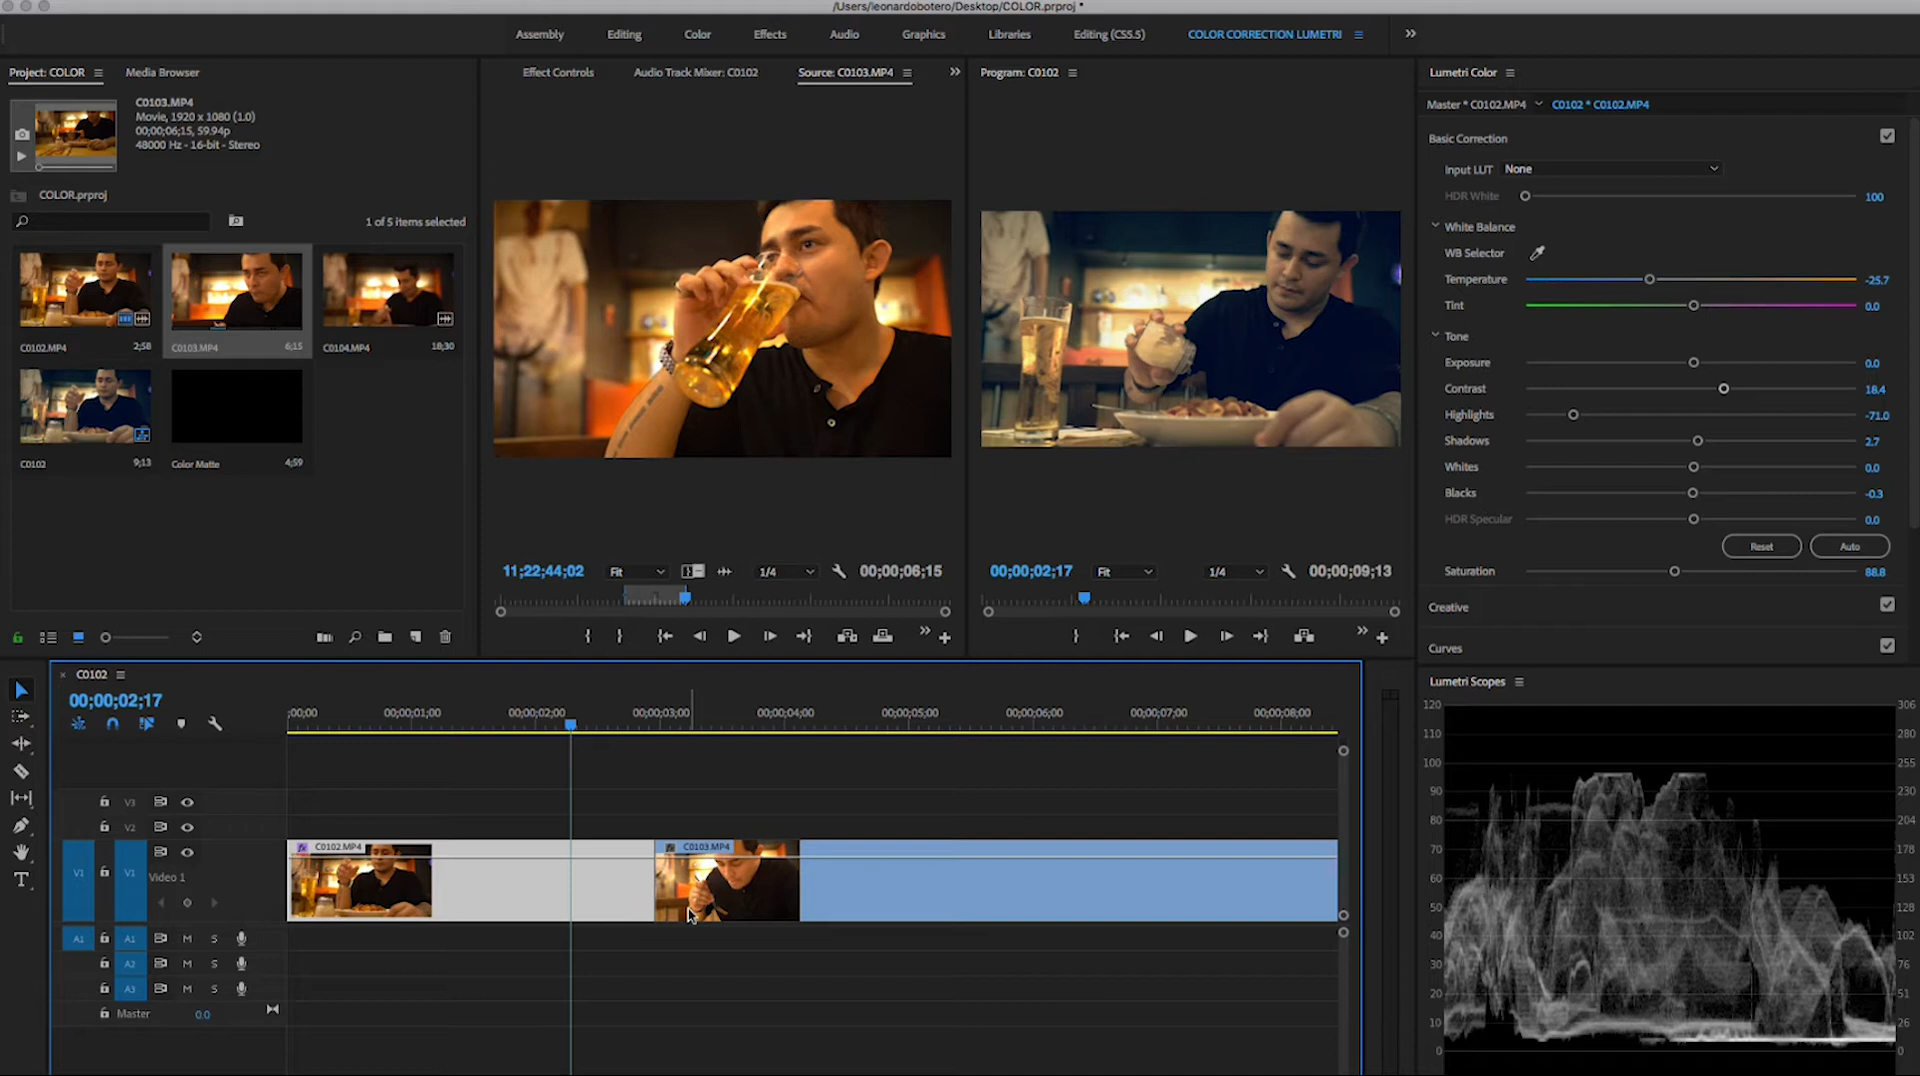 /Users/leonardobotero/Desktop/COLOR.prproj *
Assembly Editing Color Effects Audio Graphics Libraries Editing (CS5.5) COLOR CORRECTION LUMETRI
Project: COLOR Media Browser
C0103.MP4
Movie, 1920 x 1080 (1.0)
00;00;06;15, 59.94p
48000 Hz - 16-bit - Stereo
COLOR.prproj
1 of 5 items selected
C0102.MP4 2;58
C0103.MP4 6;15
C0104.MP4 18;30
C0102 9;13
Color Matte 4;59
Effect Controls Audio Track Mixer: C0102 Source: C0103.MP4
11;22;44;02 Fit 1/4 00;00;06;15
Program: C0102
00;00;02;17 Fit 1/4 00;00;09;13
Lumetri Color
Master * C0102.MP4 C0102 * C0102.MP4
Basic Correction
Input LUT None
HDR White 100
White Balance
WB Selector
Temperature -25.7
Tint 0.0
Tone
Exposure 0.0
Contrast 18.4
Highlights -71.0
Shadows 2.7
Whites 0.0
Blacks -0.3
HDR Specular 0.0
Reset Auto
Saturation 88.8
Creative
Curves
C0102
00;00;02;17
;00;00 00;00;01;00 00;00;02;00 00;00;03;00 00;00;04;00 00;00;05;00 00;00;06;00 00;00;07;00 00;00;08;00
V3
V2
V1 V1
Video 1
fx C0102.MP4 fx C0103.MP4
A1 A1 M S
A2 M S
A3 M S
Master 0.0
Lumetri Scopes
120 306
110 280
100 255
90 230
80 204
70 178
60 153
50 128
40 102
30 76
20 51
10 26
0 0